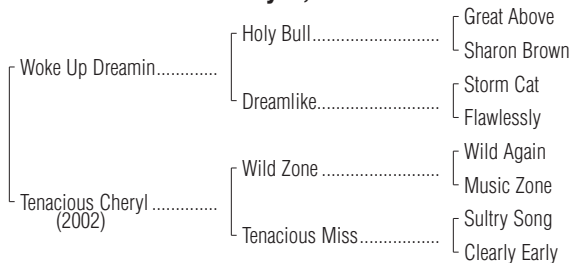 Great Above
Holy Bull
Sharon Brown
Woke Up Dreamin
Storm Cat
Dreamlike
Flawlessly
Wild Again
Wild Zone
Music Zone
Tenacious Cheryl
(2002)
Sultry Song
Tenacious Miss
Clearly Early